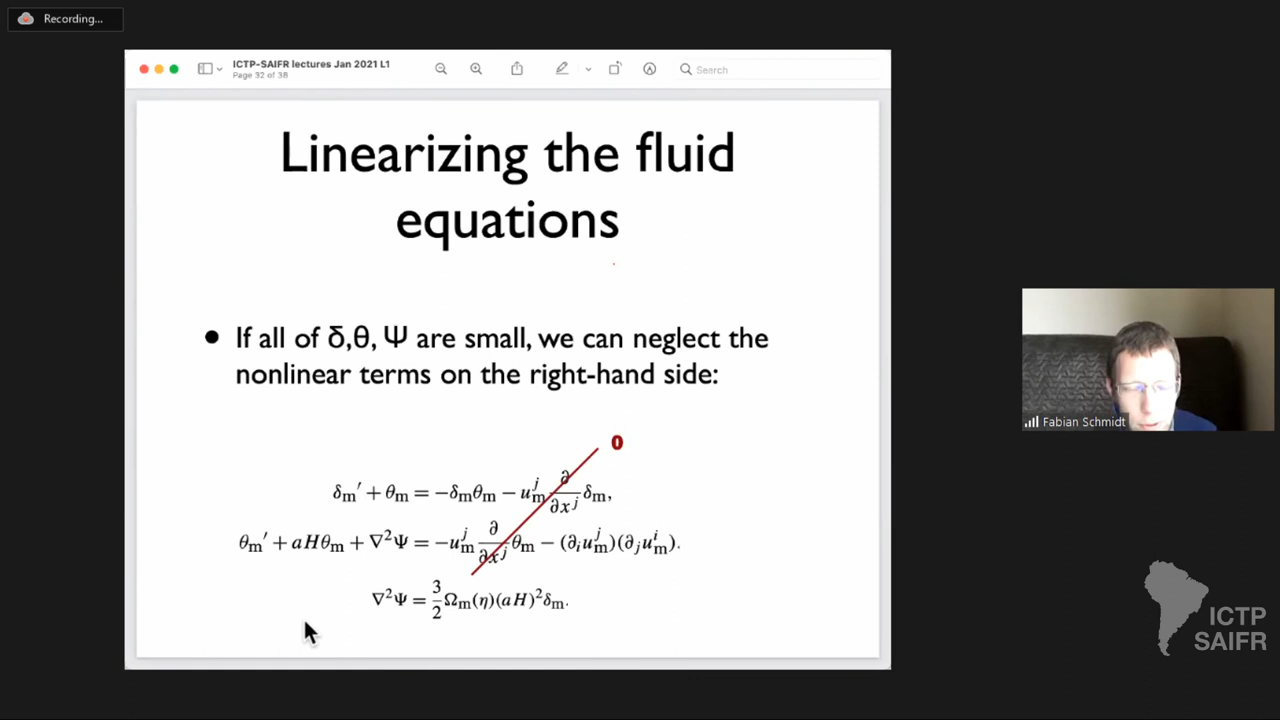 Recording...
ICTP-SAIFR lectures Jan 2021 L1
Page 32 of 38
Search
Linearizing the fluid
equations
• If all of δ,θ, Ψ are small, we can neglect the
nonlinear terms on the right-hand side:
0
δₘ′ + θₘ = −δₘθₘ − uₘʲ ∂/∂xʲ δₘ,
θₘ′ + aHθₘ + ∇²Ψ = −uₘʲ ∂/∂xʲ θₘ − (∂ᵢuₘʲ)(∂ⱼuₘⁱ).
∇²Ψ = 3/2 Ωₘ(η)(aH)²δₘ.
Fabian Schmidt
ICTP
SAIFR